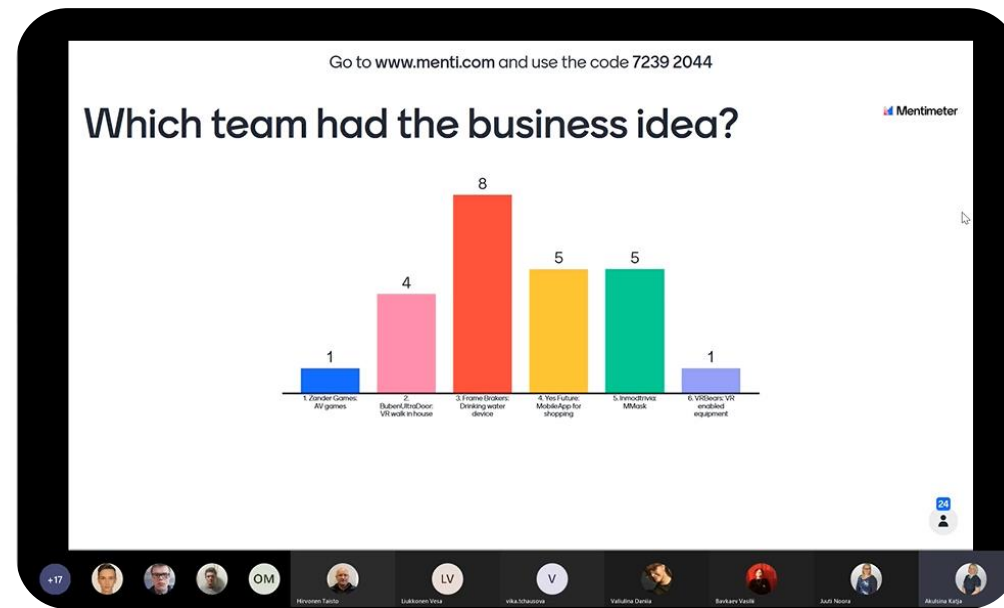 Go to www.menti.com and use the code 7239 2044
Which team had the business idea?
Mentimeter
8
5
5
4
1
1
1. Zander Games:
AV games
2.
BubenUltraDoor:
VR walk in house
3. Frame Brakers:
Drinking water
device
4. Yes Future:
MobileApp for
shopping
5. Inmodtrivia:
MMask
6. VRBears: VR
enabled
equipment
24
+17
OM
LV
V
Hirvonen Taisto
Liukkonen Vesa
vika.tchausova
Valiulina Daniia
Bavkaev Vasilii
Juuti Noora
Akulsina Katja